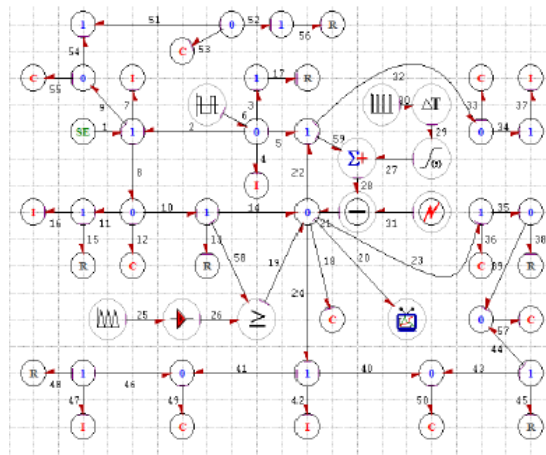 1 51 0 52 1 R
54 C 53 56
C 55 0 I 1 17 R 32 C I
9 7 3 6 ΔT 33 37
SE 1 1 2 0 5 1 59 29 0 34 1
4 Σ+ 27 ∫ω
8 I 22 28
I 16 1 11 0 10 1 14 0 21 − 31 1 35 0
15 12 13 36 38
R C R 58 19 18 20 23 C R
25 26 ≥ 24 C 0 57 C
44
R 48 1 46 0 41 1 40 0 43 1
47 49 42 50 45
I C I C R